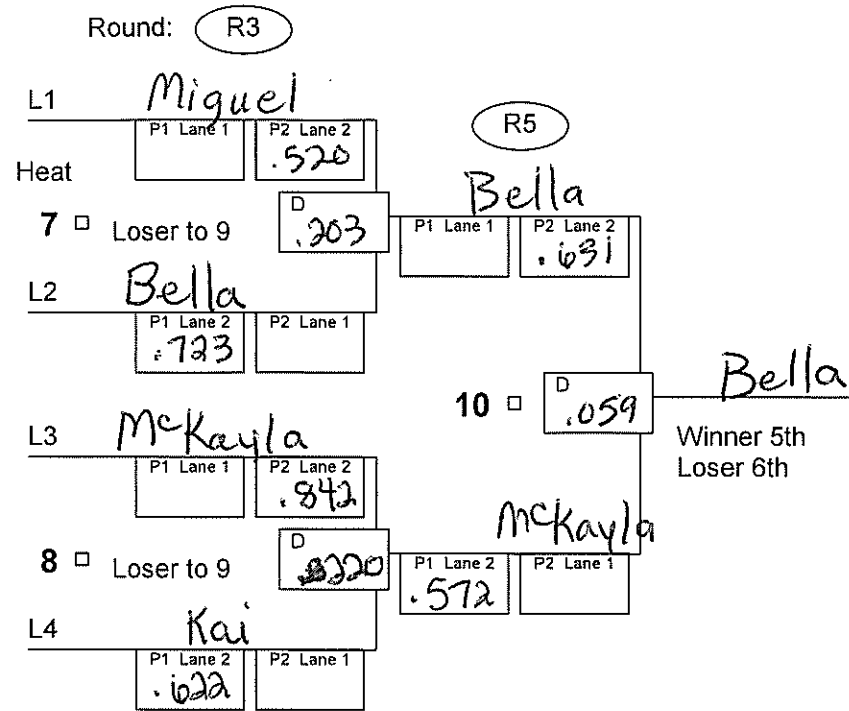 Round: R3
L1 Miguel
P1 Lane 1 P2 Lane 2
.520
R5
Heat
Bella
7 Loser to 9 D .203
P1 Lane 1 P2 Lane 2
.631
L2 Bella
P1 Lane 2 P2 Lane 1
.723
10 D .059 Bella
Winner 5th
Loser 6th
L3 McKayla
P1 Lane 1 P2 Lane 2
.842
McKayla
8 Loser to 9 D .220
P1 Lane 2 P2 Lane 1
.572
L4 Kai
P1 Lane 2 P2 Lane 1
.622